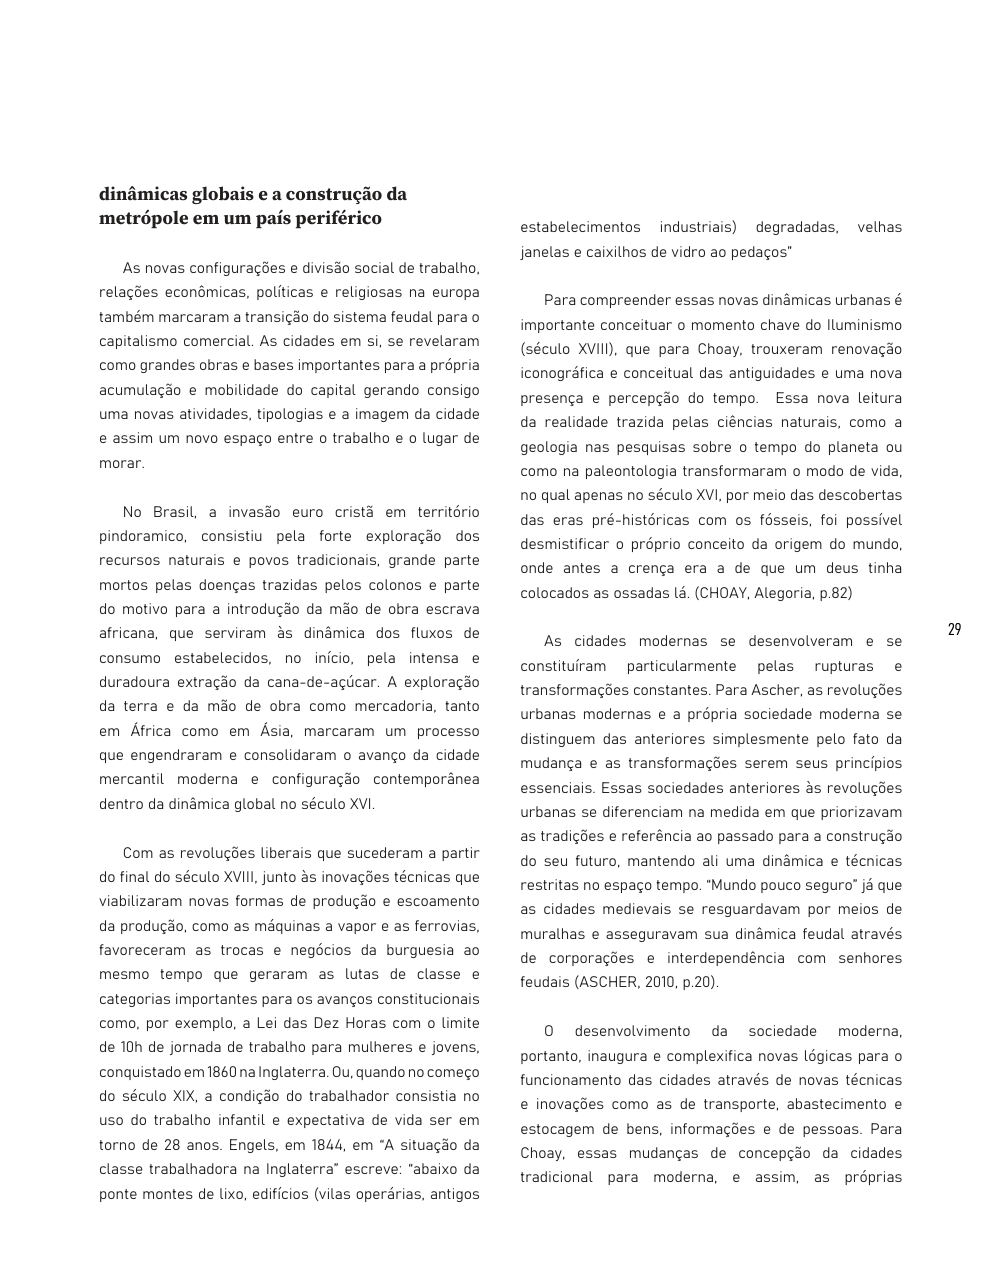 dinâmicas globais e a construção da
metrópole em um país periférico
As novas configurações e divisão social de trabalho,
relações econômicas, políticas e religiosas na europa
também marcaram a transição do sistema feudal para o
capitalismo comercial. As cidades em si, se revelaram
como grandes obras e bases importantes para a própria
acumulação e mobilidade do capital gerando consigo
uma novas atividades, tipologias e a imagem da cidade
e assim um novo espaço entre o trabalho e o lugar de
morar.
No Brasil, a invasão euro cristã em território
pindoramico, consistiu pela forte exploração dos
recursos naturais e povos tradicionais, grande parte
mortos pelas doenças trazidas pelos colonos e parte
do motivo para a introdução da mão de obra escrava
africana, que serviram às dinâmica dos fluxos de
consumo estabelecidos, no início, pela intensa e
duradoura extração da cana-de-açúcar. A exploração
da terra e da mão de obra como mercadoria, tanto
em África como em Ásia, marcaram um processo
que engendraram e consolidaram o avanço da cidade
mercantil moderna e configuração contemporânea
dentro da dinâmica global no século XVI.
Com as revoluções liberais que sucederam a partir
do final do século XVIII, junto às inovações técnicas que
viabilizaram novas formas de produção e escoamento
da produção, como as máquinas a vapor e as ferrovias,
favoreceram as trocas e negócios da burguesia ao
mesmo tempo que geraram as lutas de classe e
categorias importantes para os avanços constitucionais
como, por exemplo, a Lei das Dez Horas com o limite
de 10h de jornada de trabalho para mulheres e jovens,
conquistado em 1860 na Inglaterra. Ou, quando no começo
do século XIX, a condição do trabalhador consistia no
uso do trabalho infantil e expectativa de vida ser em
torno de 28 anos. Engels, em 1844, em “A situação da
classe trabalhadora na Inglaterra” escreve: “abaixo da
ponte montes de lixo, edifícios (vilas operárias, antigos
estabelecimentos industriais) degradadas, velhas
janelas e caixilhos de vidro ao pedaços”
Para compreender essas novas dinâmicas urbanas é
importante conceituar o momento chave do Iluminismo
(século XVIII), que para Choay, trouxeram renovação
iconográfica e conceitual das antiguidades e uma nova
presença e percepção do tempo. Essa nova leitura
da realidade trazida pelas ciências naturais, como a
geologia nas pesquisas sobre o tempo do planeta ou
como na paleontologia transformaram o modo de vida,
no qual apenas no século XVI, por meio das descobertas
das eras pré-históricas com os fósseis, foi possível
desmistificar o próprio conceito da origem do mundo,
onde antes a crença era a de que um deus tinha
colocados as ossadas lá. (CHOAY, Alegoria, p.82)
As cidades modernas se desenvolveram e se
constituíram particularmente pelas rupturas e
transformações constantes. Para Ascher, as revoluções
urbanas modernas e a própria sociedade moderna se
distinguem das anteriores simplesmente pelo fato da
mudança e as transformações serem seus princípios
essenciais. Essas sociedades anteriores às revoluções
urbanas se diferenciam na medida em que priorizavam
as tradições e referência ao passado para a construção
do seu futuro, mantendo ali uma dinâmica e técnicas
restritas no espaço tempo. “Mundo pouco seguro” já que
as cidades medievais se resguardavam por meios de
muralhas e asseguravam sua dinâmica feudal através
de corporações e interdependência com senhores
feudais (ASCHER, 2010, p.20).
O desenvolvimento da sociedade moderna,
portanto, inaugura e complexifica novas lógicas para o
funcionamento das cidades através de novas técnicas
e inovações como as de transporte, abastecimento e
estocagem de bens, informações e de pessoas. Para
Choay, essas mudanças de concepção da cidades
tradicional para moderna, e assim, as próprias
29